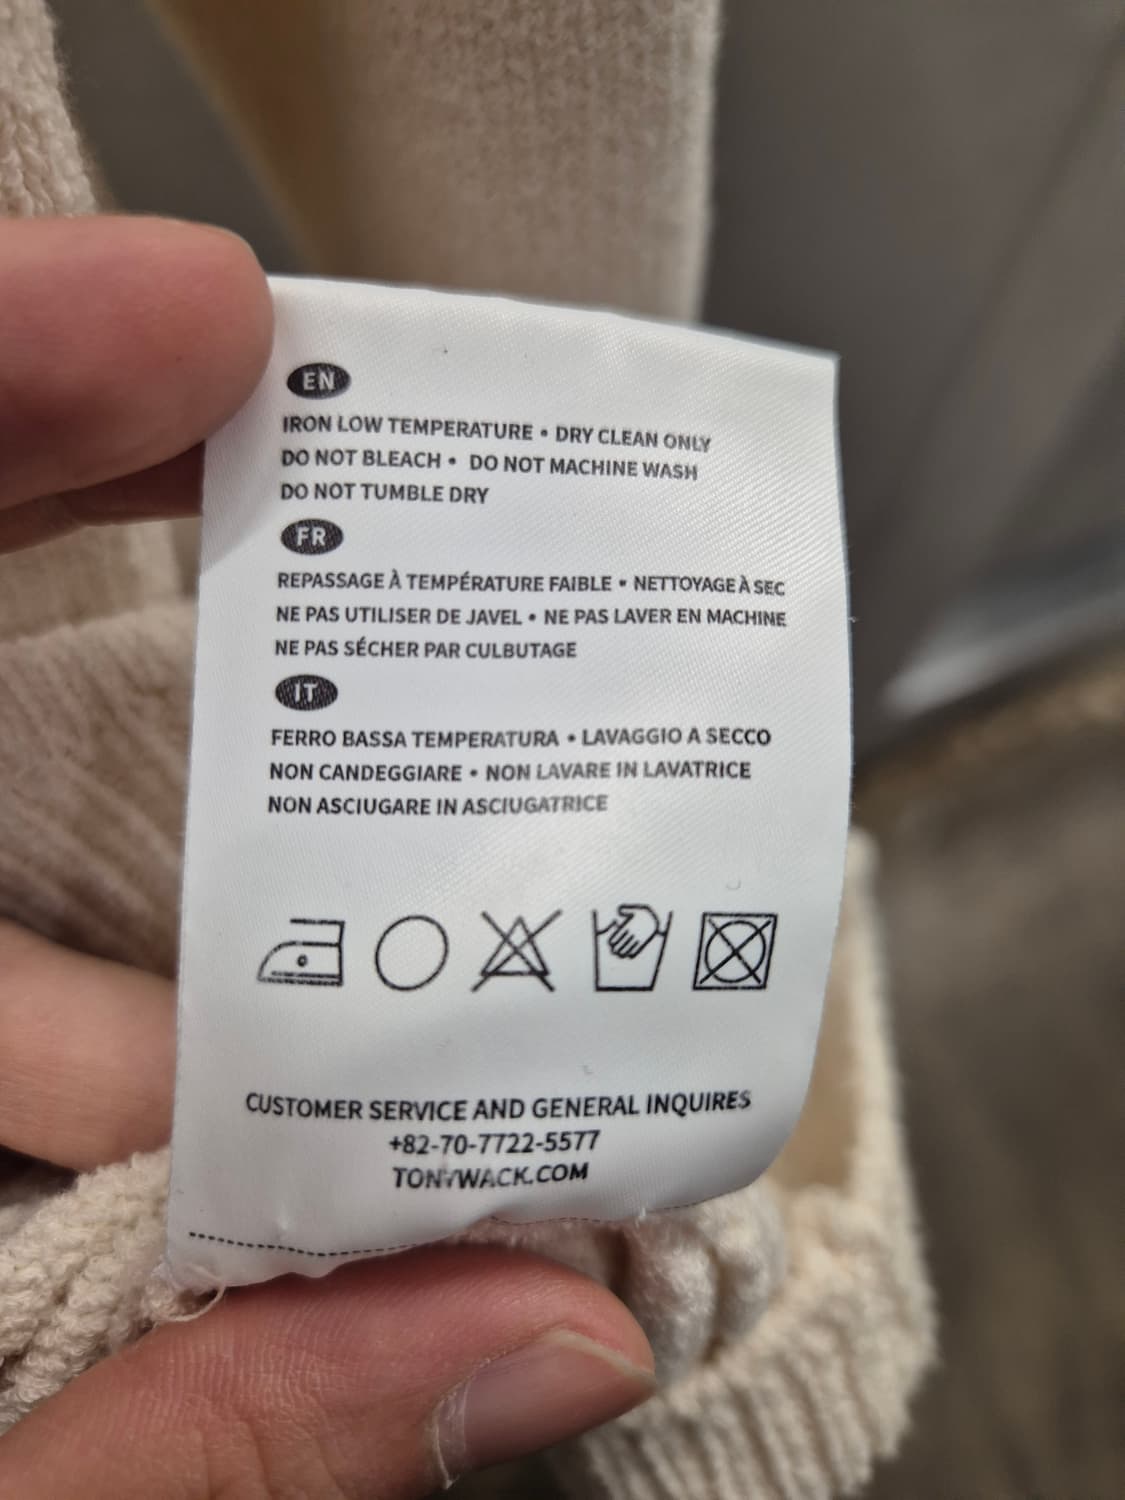 EN
IRON LOW TEMPERATURE • DRY CLEAN ONLY
DO NOT BLEACH • DO NOT MACHINE WASH
DO NOT TUMBLE DRY
FR
REPASSAGE À TEMPÉRATURE FAIBLE • NETTOYAGE À SEC
NE PAS UTILISER DE JAVEL • NE PAS LAVER EN MACHINE
NE PAS SÉCHER PAR CULBUTAGE
IT
FERRO BASSA TEMPERATURA • LAVAGGIO A SECCO
NON CANDEGGIARE • NON LAVARE IN LAVATRICE
NON ASCIUGARE IN ASCIUGATRICE
CUSTOMER SERVICE AND GENERAL INQUIRES
+82-70-7722-5577
TONYWACK.COM